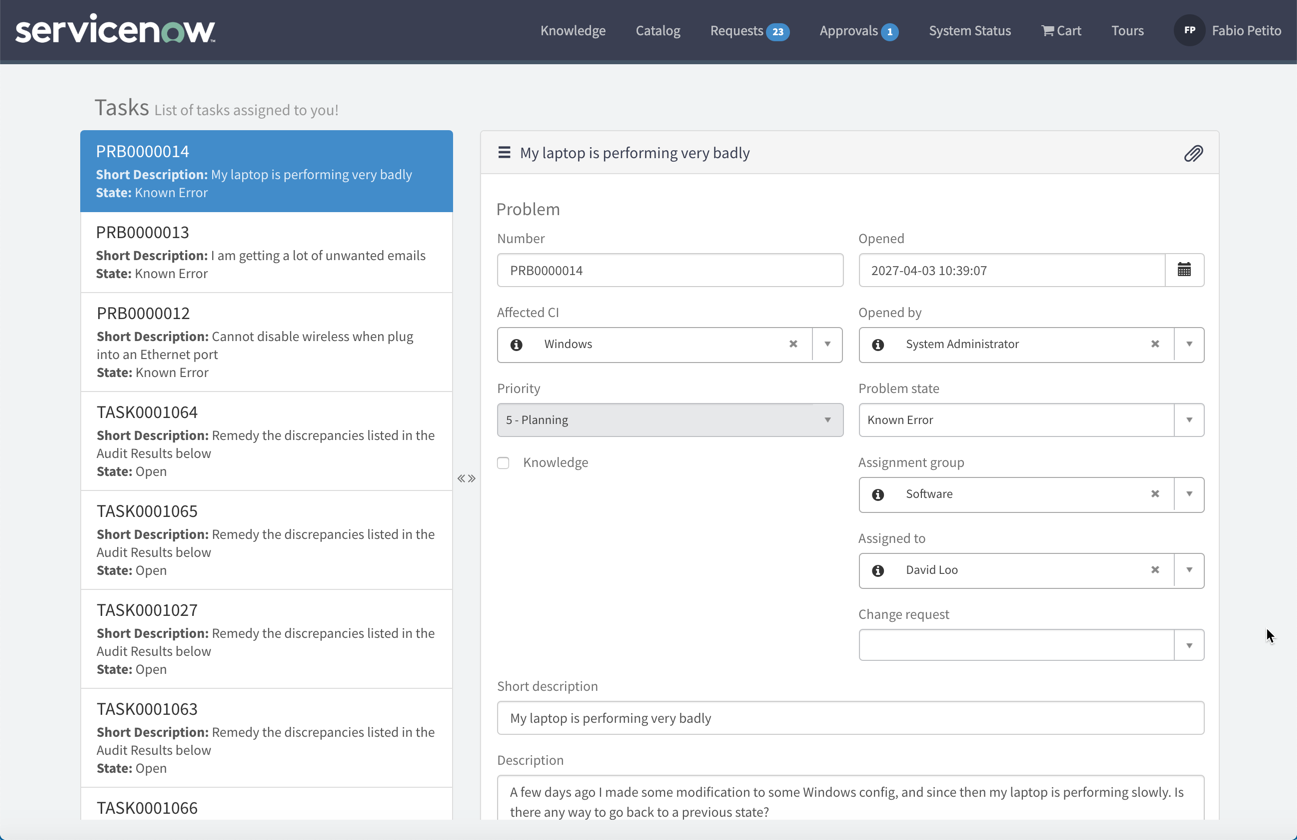 servicenow
Knowledge Catalog Requests 23 Approvals 1 System Status Cart Tours FP Fabio Petito
Tasks List of tasks assigned to you!
PRB0000014
Short Description: My laptop is performing very badly
State: Known Error
PRB0000013
Short Description: I am getting a lot of unwanted emails
State: Known Error
PRB0000012
Short Description: Cannot disable wireless when plug
into an Ethernet port
State: Known Error
TASK0001064
Short Description: Remedy the discrepancies listed in the
Audit Results below
State: Open
TASK0001065
Short Description: Remedy the discrepancies listed in the
Audit Results below
State: Open
TASK0001027
Short Description: Remedy the discrepancies listed in the
Audit Results below
State: Open
TASK0001063
Short Description: Remedy the discrepancies listed in the
Audit Results below
State: Open
TASK0001066
My laptop is performing very badly
Problem
Number
PRB0000014
Opened
2027-04-03 10:39:07
Affected CI
Windows
Opened by
System Administrator
Priority
5 - Planning
Problem state
Known Error
Knowledge
Assignment group
Software
Assigned to
David Loo
Change request
Short description
My laptop is performing very badly
Description
A few days ago I made some modification to some Windows config, and since then my laptop is performing slowly. Is
there any way to go back to a previous state?